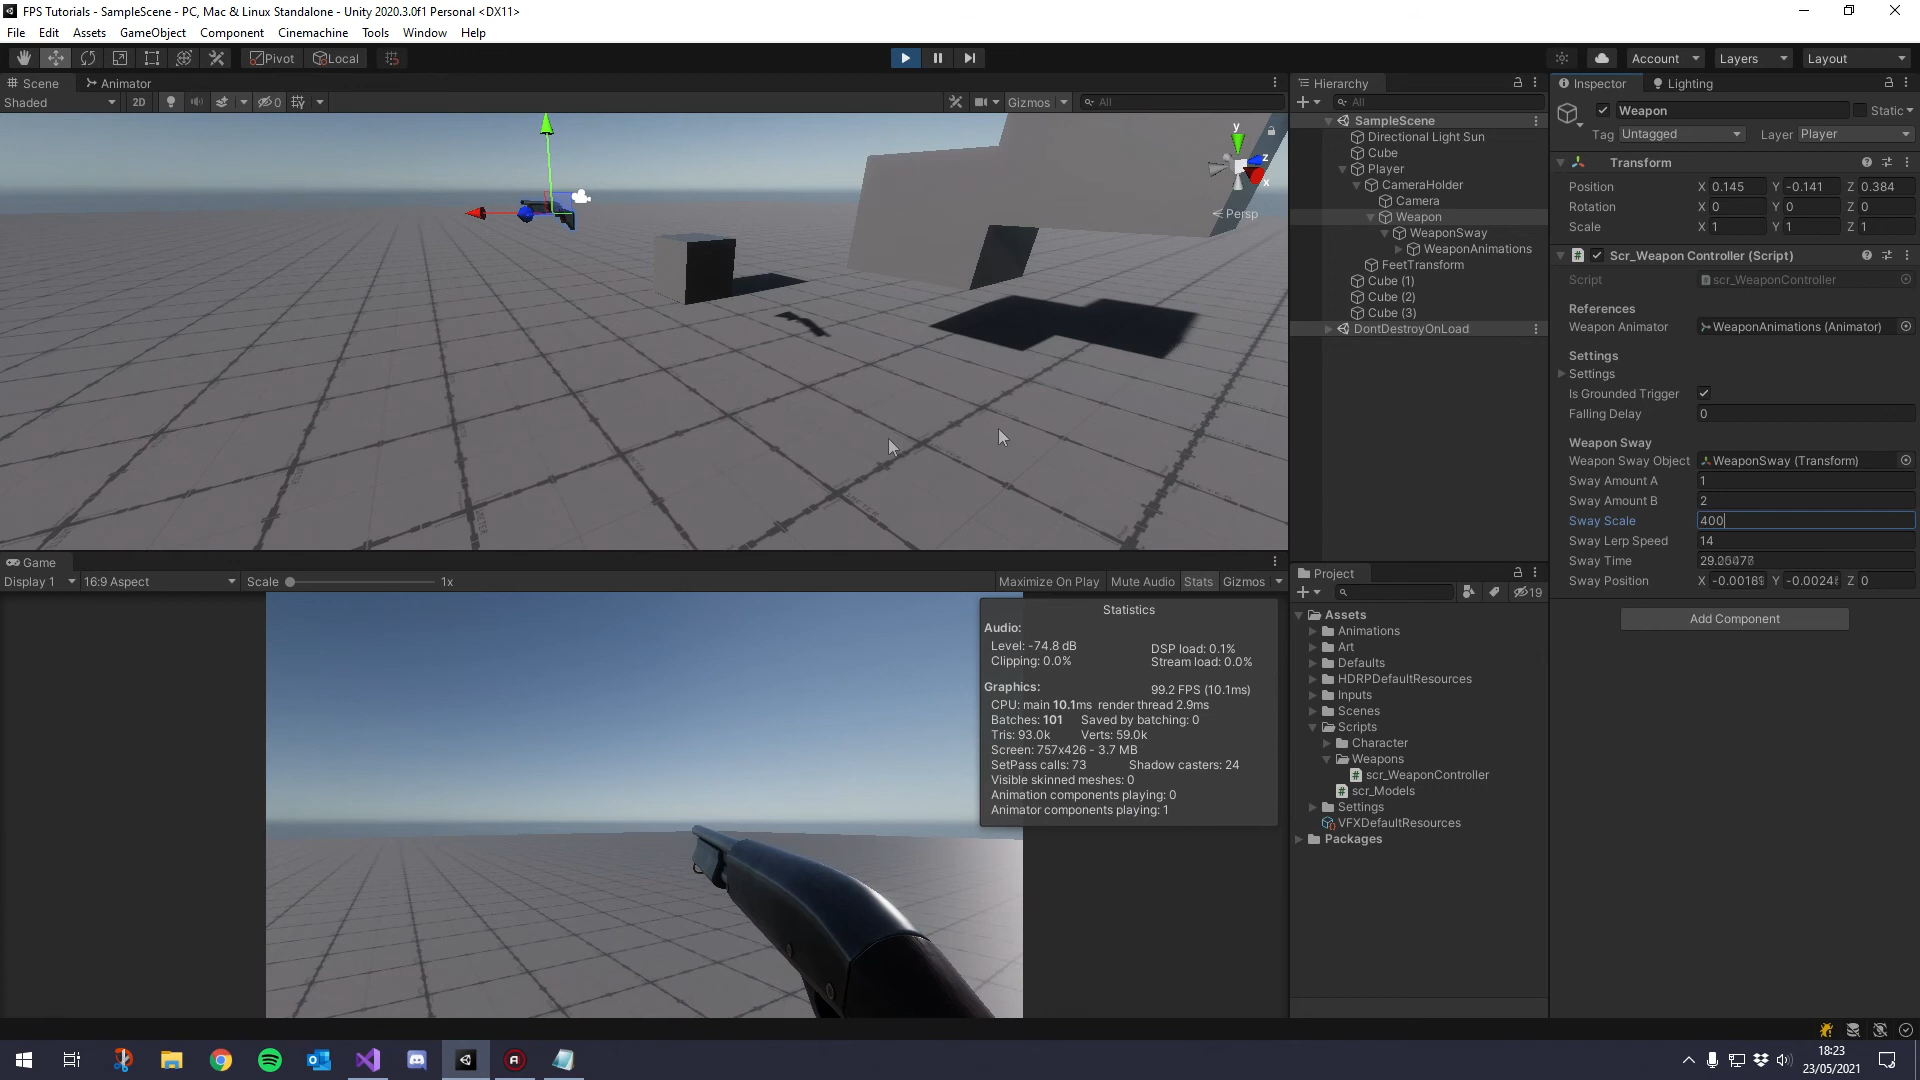 FPS Tutorials - SampleScene - PC, Mac & Linux Standalone - Unity 2020.3.0f1 Personal <DX11>
File Edit Assets GameObject Component Cinemachine Tools Window Help
Pivot Local Account Layers Layout
Scene Animator
Shaded 2D 0 Gizmos All
y
z
x
Persp
Hierarchy
All
SampleScene
Directional Light Sun
Cube
Player
CameraHolder
Camera
Weapon
WeaponSway
WeaponAnimations
FeetTransform
Cube (1)
Cube (2)
Cube (3)
DontDestroyOnLoad
Inspector Lighting
Weapon Static
Tag Untagged Layer Player
Transform
Position X 0.145 Y -0.141 Z 0.384
Rotation X 0 Y 0 Z 0
Scale X 1 Y 1 Z 1
Scr_Weapon Controller (Script)
Script scr_WeaponController
References
Weapon Animator WeaponAnimations (Animator)
Settings
Settings
Is Grounded Trigger
Falling Delay 0
Weapon Sway
Weapon Sway Object WeaponSway (Transform)
Sway Amount A 1
Sway Amount B 2
Sway Scale 400
Sway Lerp Speed 14
Sway Time
Sway Position X Y Z 0
Add Component
Game
Display 1 16:9 Aspect Scale 1x Maximize On Play Mute Audio Stats Gizmos
Statistics
Audio:
Level: -74.8 dB DSP load: 0.1%
Clipping: 0.0% Stream load: 0.0%
Graphics: 99.2 FPS (10.1ms)
CPU: main 10.1ms render thread 2.9ms
Batches: 101 Saved by batching: 0
Tris: 93.0k Verts: 59.0k
Screen: 757x426 - 3.7 MB
SetPass calls: 73 Shadow casters: 24
Visible skinned meshes: 0
Animation components playing: 0
Animator components playing: 1
Project
19
Assets
Animations
Art
Defaults
HDRPDefaultResources
Inputs
Scenes
Scripts
Character
Weapons
scr_WeaponController
scr_Models
Settings
VFXDefaultResources
Packages
18:23
23/05/2021